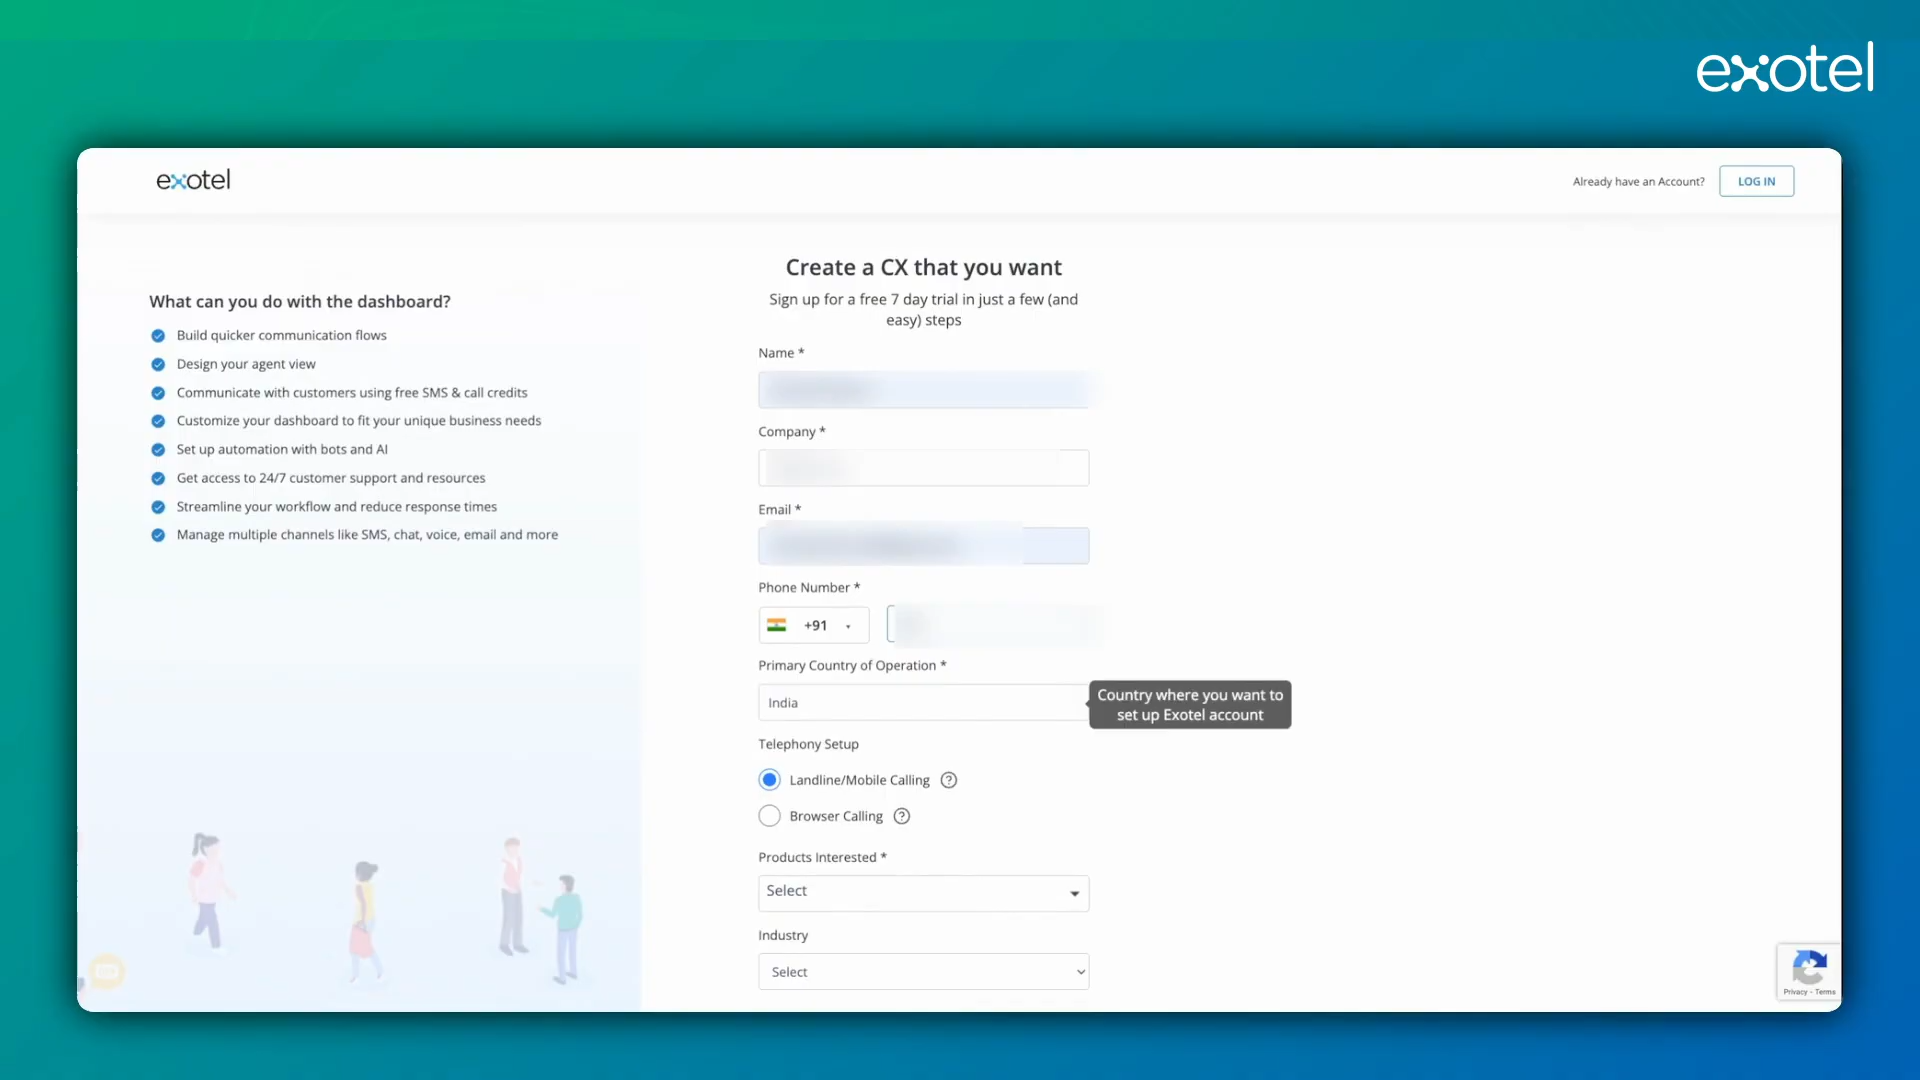 exotel
exotel
Already have an Account?
LOG IN
What can you do with the dashboard?
Build quicker communication flows
Design your agent view
Communicate with customers using free SMS & call credits
Customize your dashboard to fit your unique business needs
Set up automation with bots and AI
Get access to 24/7 customer support and resources
Streamline your workflow and reduce response times
Manage multiple channels like SMS, chat, voice, email and more
Create a CX that you want
Sign up for a free 7 day trial in just a few (and
easy) steps
Name *
Company *
Email *
Phone Number *
+91
Primary Country of Operation *
India
Country where you want to
set up Exotel account
Telephony Setup
Landline/Mobile Calling ?
Browser Calling ?
Products Interested *
Select
Industry
Select
Privacy - Terms